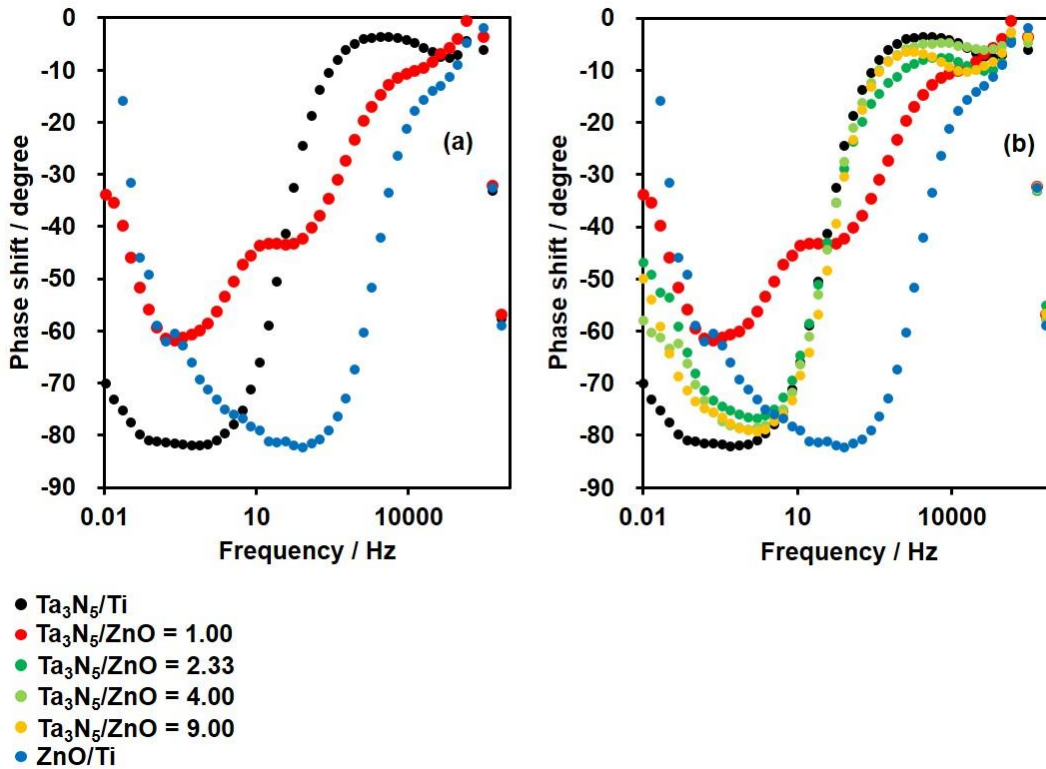 0
-10
-20
-30
-40
-50
-60
-70
-80
-90
Phase shift / degree
(a)
0.01 10 10000
Frequency / Hz
0
-10
-20
-30
-40
-50
-60
-70
-80
-90
Phase shift / degree
(b)
0.01 10 10000
Frequency / Hz
Ta₃N₅/Ti
Ta₃N₅/ZnO = 1.00
Ta₃N₅/ZnO = 2.33
Ta₃N₅/ZnO = 4.00
Ta₃N₅/ZnO = 9.00
ZnO/Ti